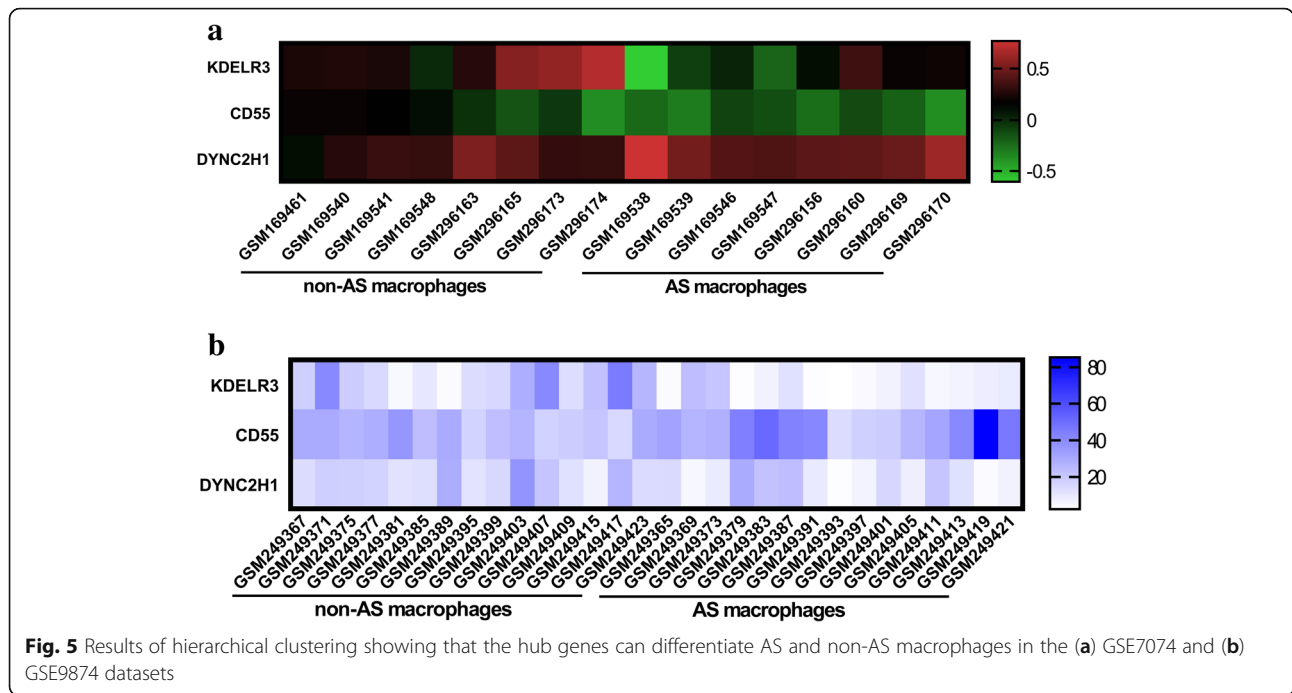 a
KDELR3
CD55
DYNC2H1
0.5
0
-0.5
GSM169461
GSM169540
GSM169541
GSM169548
GSM296163
GSM296165
GSM296173
GSM296174
GSM169538
GSM169539
GSM169546
GSM169547
GSM296156
GSM296160
GSM296169
GSM296170
non-AS macrophages
AS macrophages
b
KDELR3
CD55
DYNC2H1
80
60
40
20
GSM249367
GSM249371
GSM249375
GSM249377
GSM249381
GSM249385
GSM249389
GSM249395
GSM249399
GSM249403
GSM249407
GSM249409
GSM249415
GSM249417
GSM249423
GSM249365
GSM249369
GSM249373
GSM249379
GSM249383
GSM249387
GSM249391
GSM249393
GSM249397
GSM249401
GSM249405
GSM249411
GSM249413
GSM249419
GSM249421
non-AS macrophages
AS macrophages
Fig. 5 Results of hierarchical clustering showing that the hub genes can differentiate AS and non-AS macrophages in the (a) GSE7074 and (b)
GSE9874 datasets